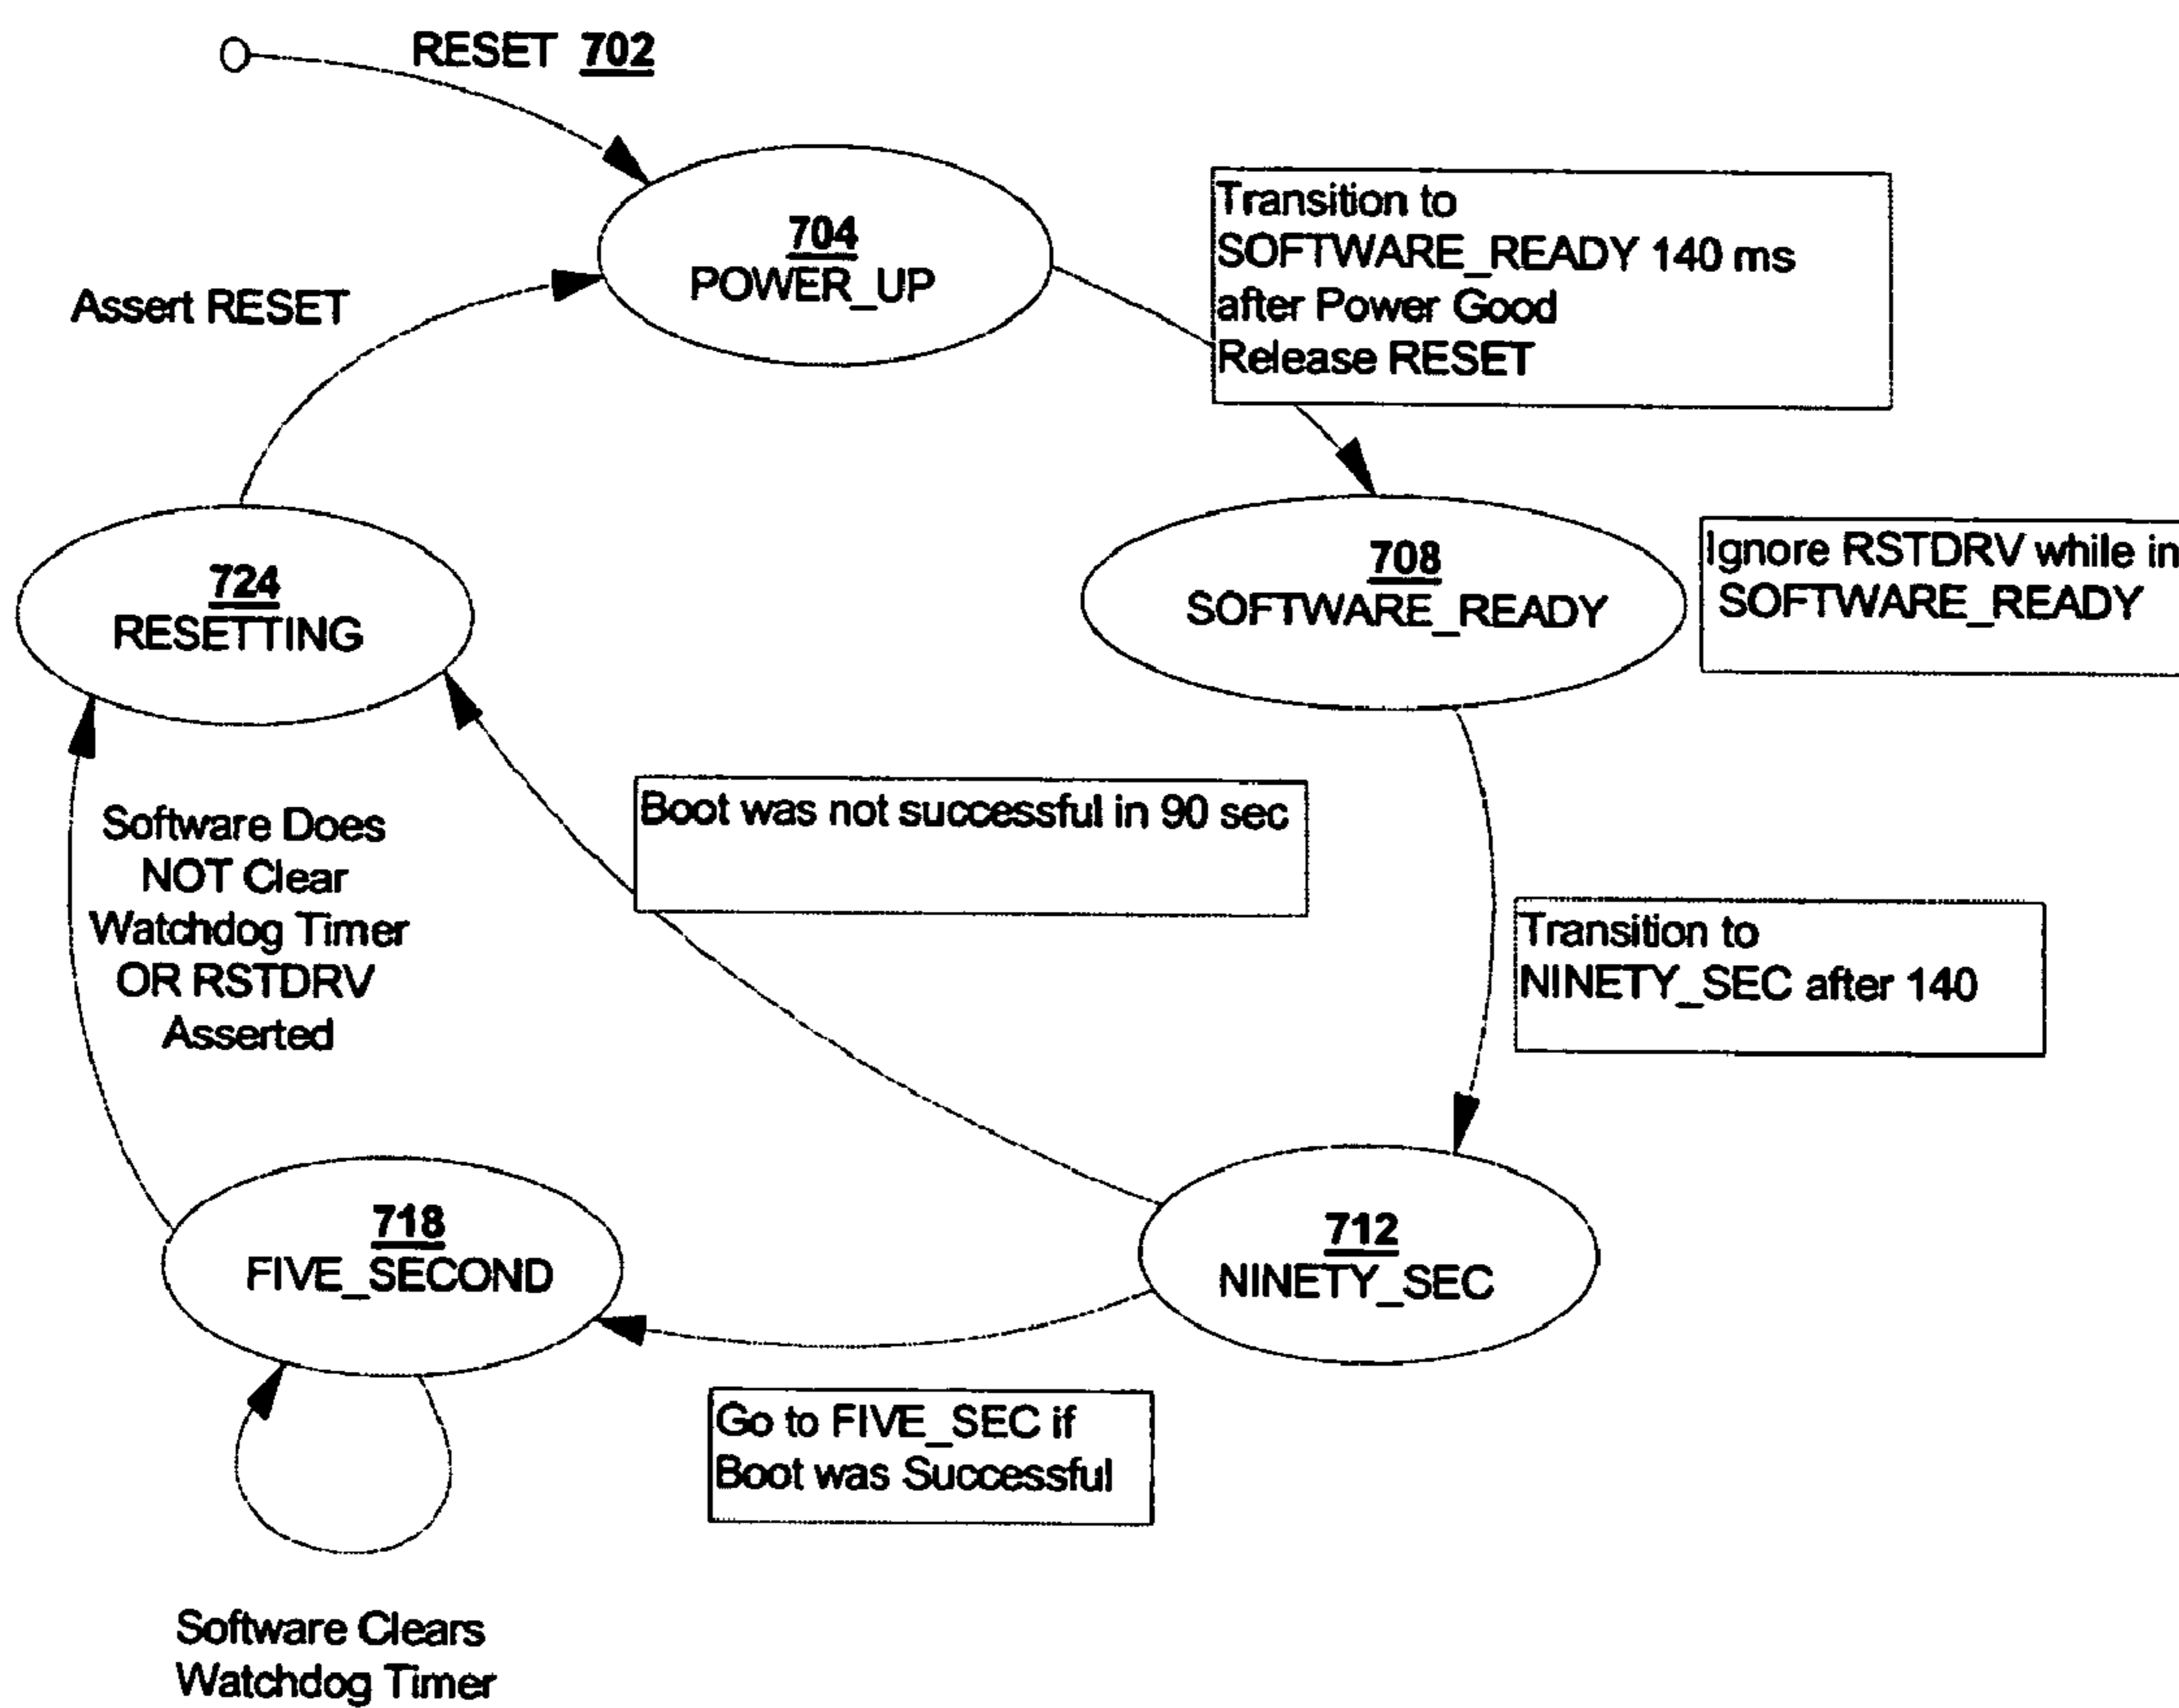 RESET 702
704
POWER_UP
Transition to
SOFTWARE_READY 140 ms
after Power Good
Release RESET
Assert RESET
708
SOFTWARE_READY
Ignore RSTDRV while in
SOFTWARE_READY
724
RESETTING
Boot was not successful in 90 sec
Software Does
NOT Clear
Watchdog Timer
OR RSTDRV
Asserted
Transition to
NINETY_SEC after 140
718
FIVE_SECOND
712
NINETY_SEC
Go to FIVE_SEC if
Boot was Successful
Software Clears
Watchdog Timer